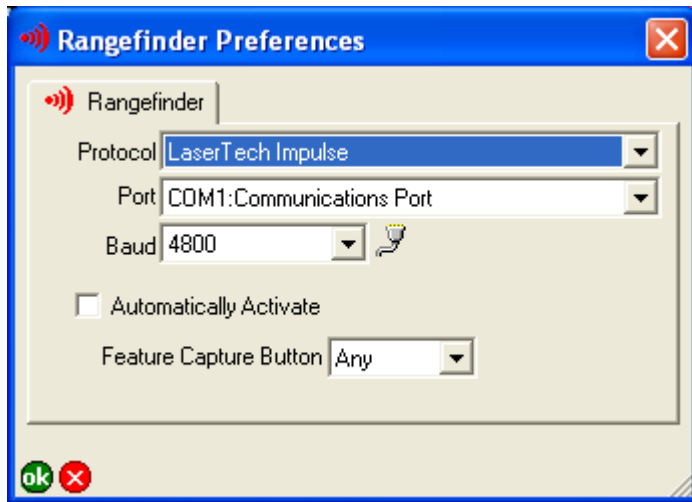 Rangefinder Preferences
Rangefinder
Protocol LaserTech Impulse
Port COM1:Communications Port
Baud 4800
Automatically Activate
Feature Capture Button Any
ok